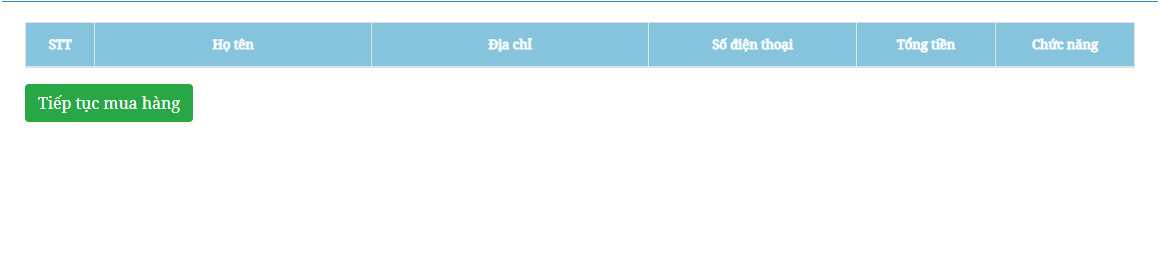 STT Họ tên Địa chỉ Số điện thoại Tổng tiền Chức năng
Tiếp tục mua hàng